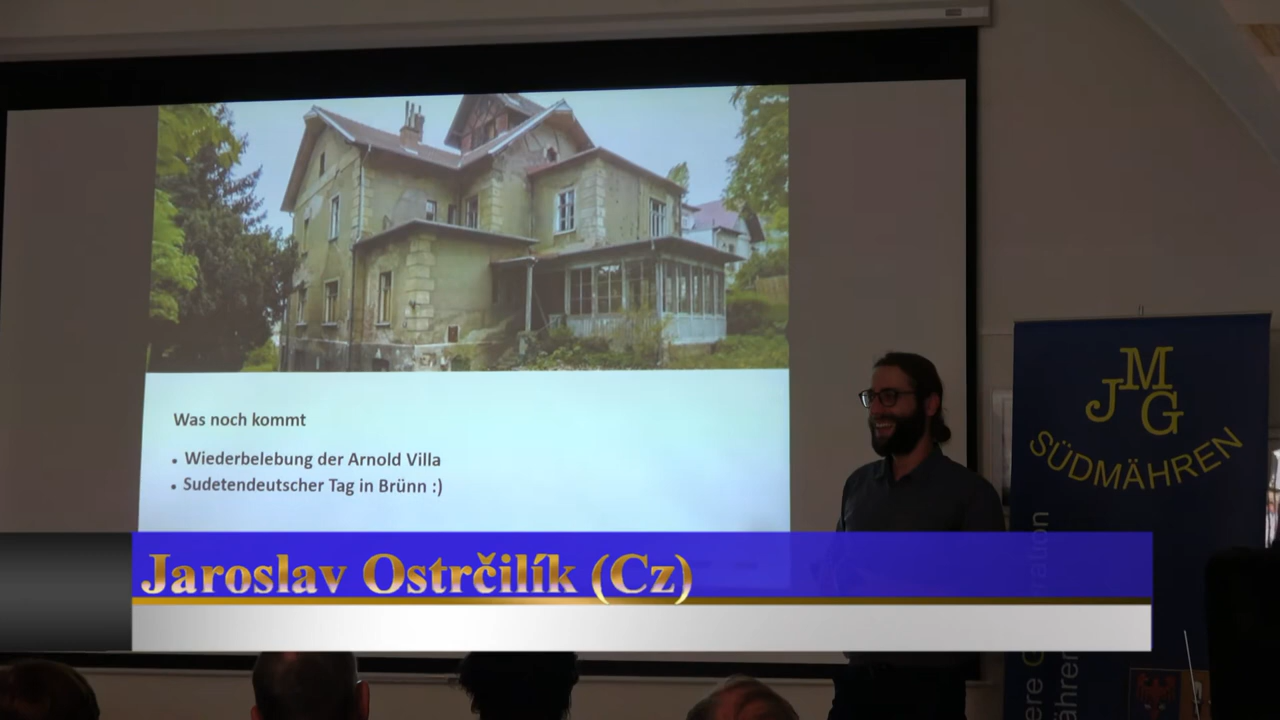 Was noch kommt
• Wiederbelebung der Arnold Villa
• Sudetendeutscher Tag in Brünn :)
JMG
SÜDMÄHREN
Jaroslav Ostrčilík (Cz)